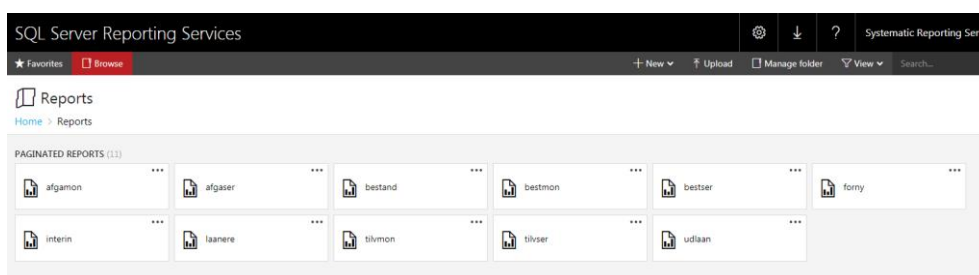 SQL Server Reporting Services
? Systematic Reporting Ser
★ Favorites Browse + New Upload Manage folder View Search...
Reports
Home > Reports
PAGINATED REPORTS (11)
afgamon afgaser bestand bestmon bestser forny
interin laanere tilvmon tilvser udlaan